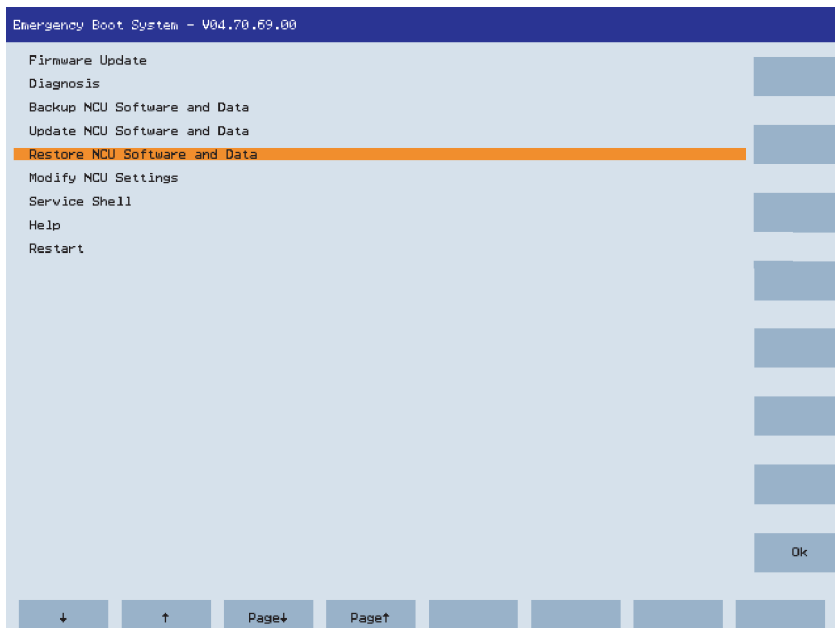 Emergency Boot System - V04.70.69.00
Firmware Update
Diagnosis
Backup NCU Software and Data
Update NCU Software and Data
Restore NCU Software and Data
Modify NCU Settings
Service Shell
Help
Restart
Ok
↓ ↑ Page↓ Page↑